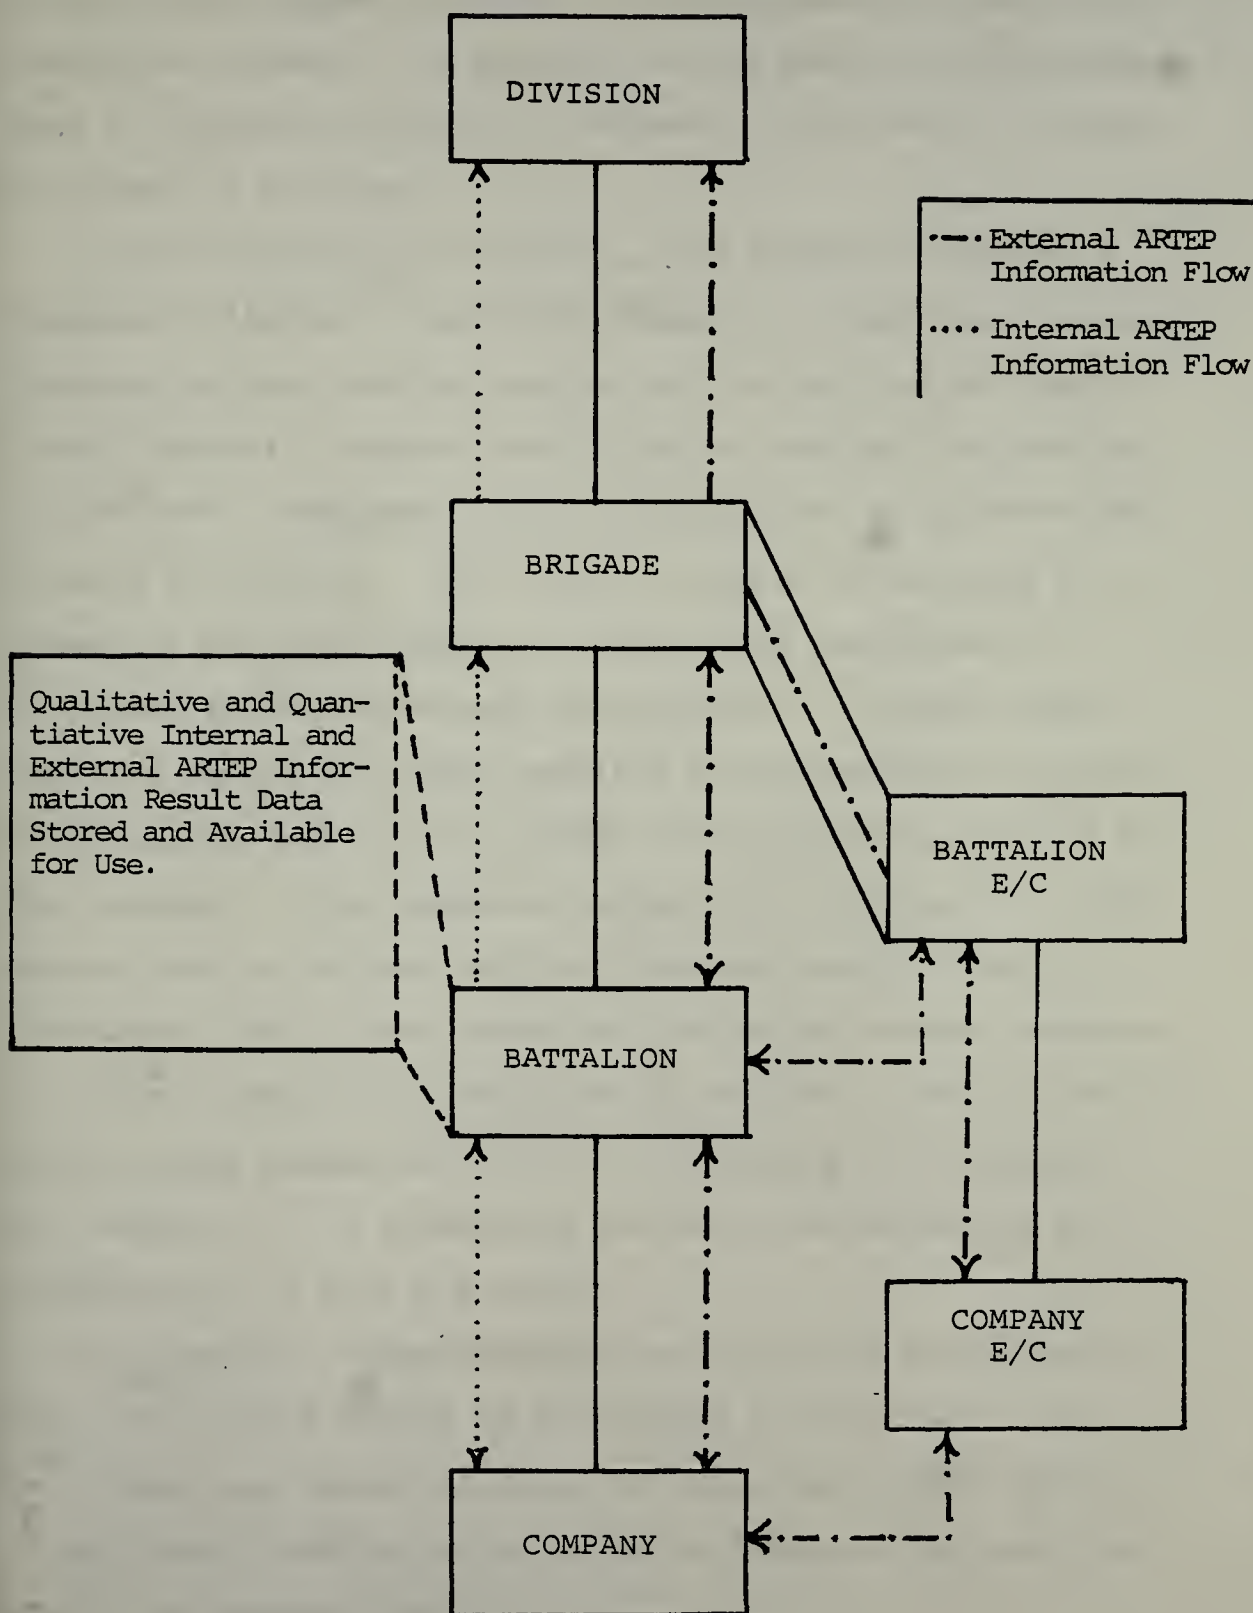 DIVISION
External ARTEP
Information Flow
Internal ARTEP
Information Flow
BRIGADE
Qualitative and Quan-
tiative Internal and
External ARTEP Infor-
mation Result Data
Stored and Available
for Use.
BATTALION
E/C
BATTALION
COMPANY
E/C
COMPANY